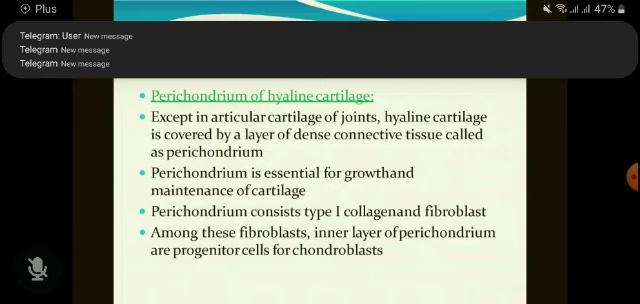 Plus
47%
Telegram: User New message
Telegram New message
Telegram New message
Perichondrium of hyaline cartilage:
Except in articular cartilage of joints, hyaline cartilage
is covered by a layer of dense connective tissue called
as perichondrium
Perichondrium is essential for growthand
maintenance of cartilage
Perichondrium consists type I collagenand fibroblast
Among these fibroblasts, inner layer of perichondrium
are progenitor cells for chondroblasts